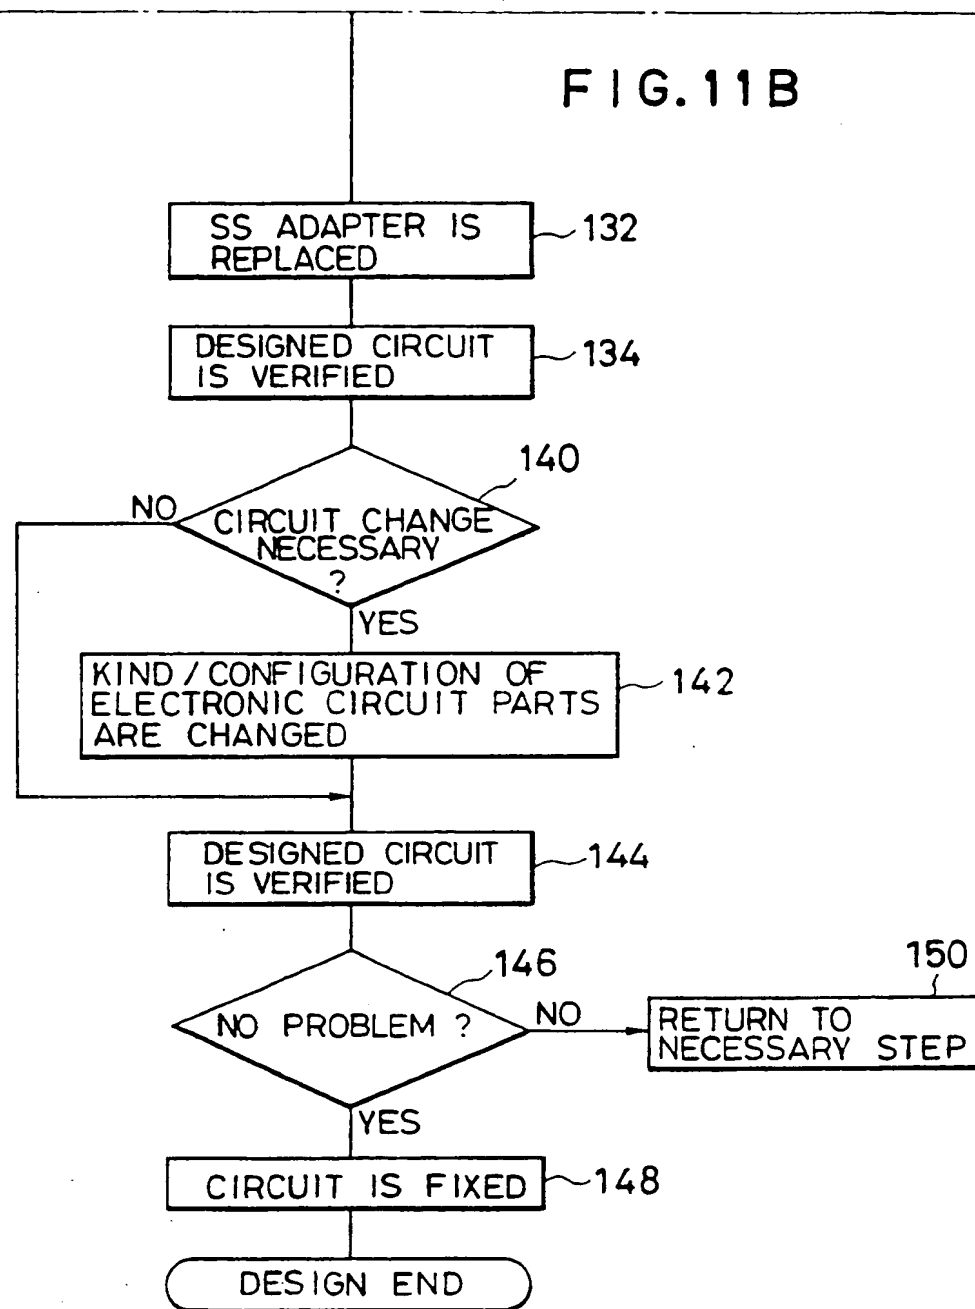 FIG. 11B
SS ADAPTER IS
REPLACED
132
DESIGNED CIRCUIT
IS VERIFIED
134
140
NO
CIRCUIT CHANGE
NECESSARY
?
YES
KIND/CONFIGURATION OF
ELECTRONIC CIRCUIT PARTS
ARE CHANGED
142
DESIGNED CIRCUIT
IS VERIFIED
144
146
150
NO PROBLEM ?
NO
RETURN TO
NECESSARY STEP
YES
CIRCUIT IS FIXED
148
DESIGN END